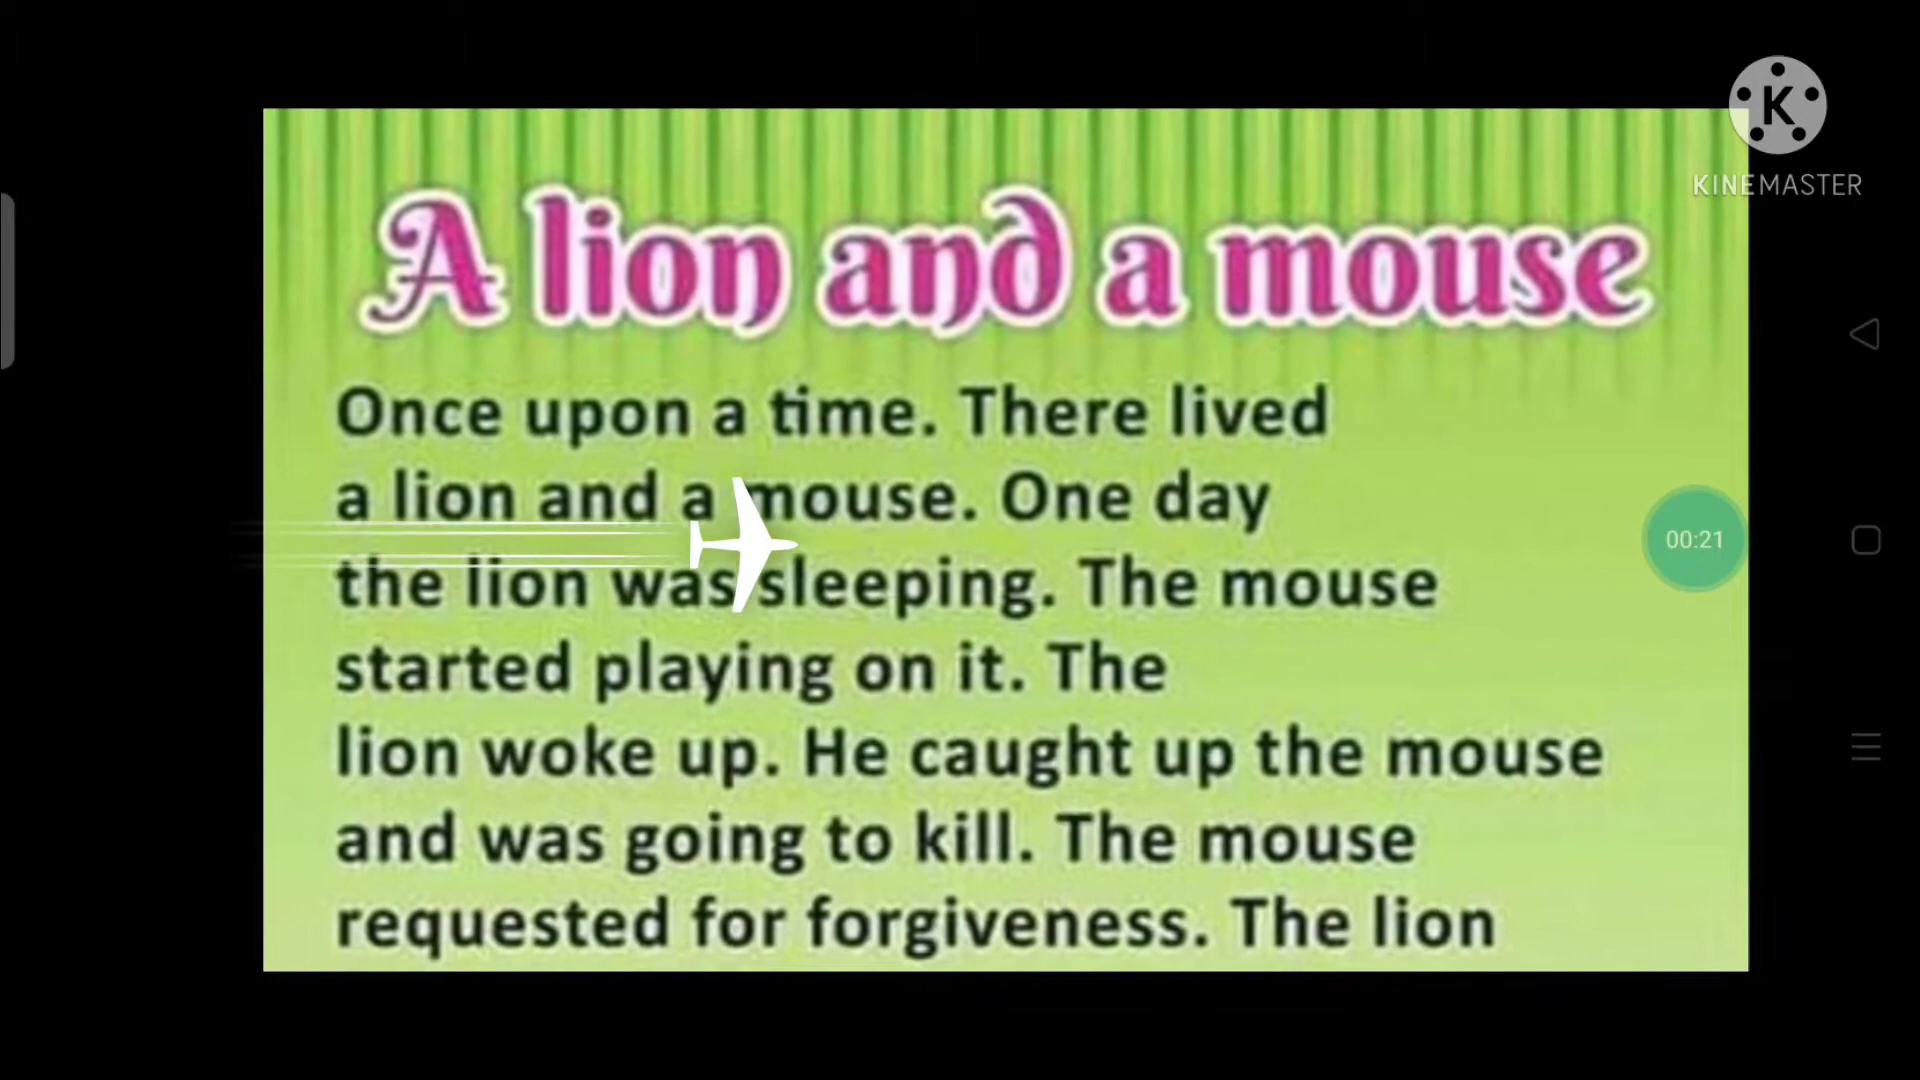 KINEMASTER
A lion and a mouse
Once upon a time. There lived
a lion and a mouse. One day
the lion was sleeping. The mouse
started playing on it. The
lion woke up. He caught up the mouse
and was going to kill. The mouse
requested for forgiveness. The lion
00:21